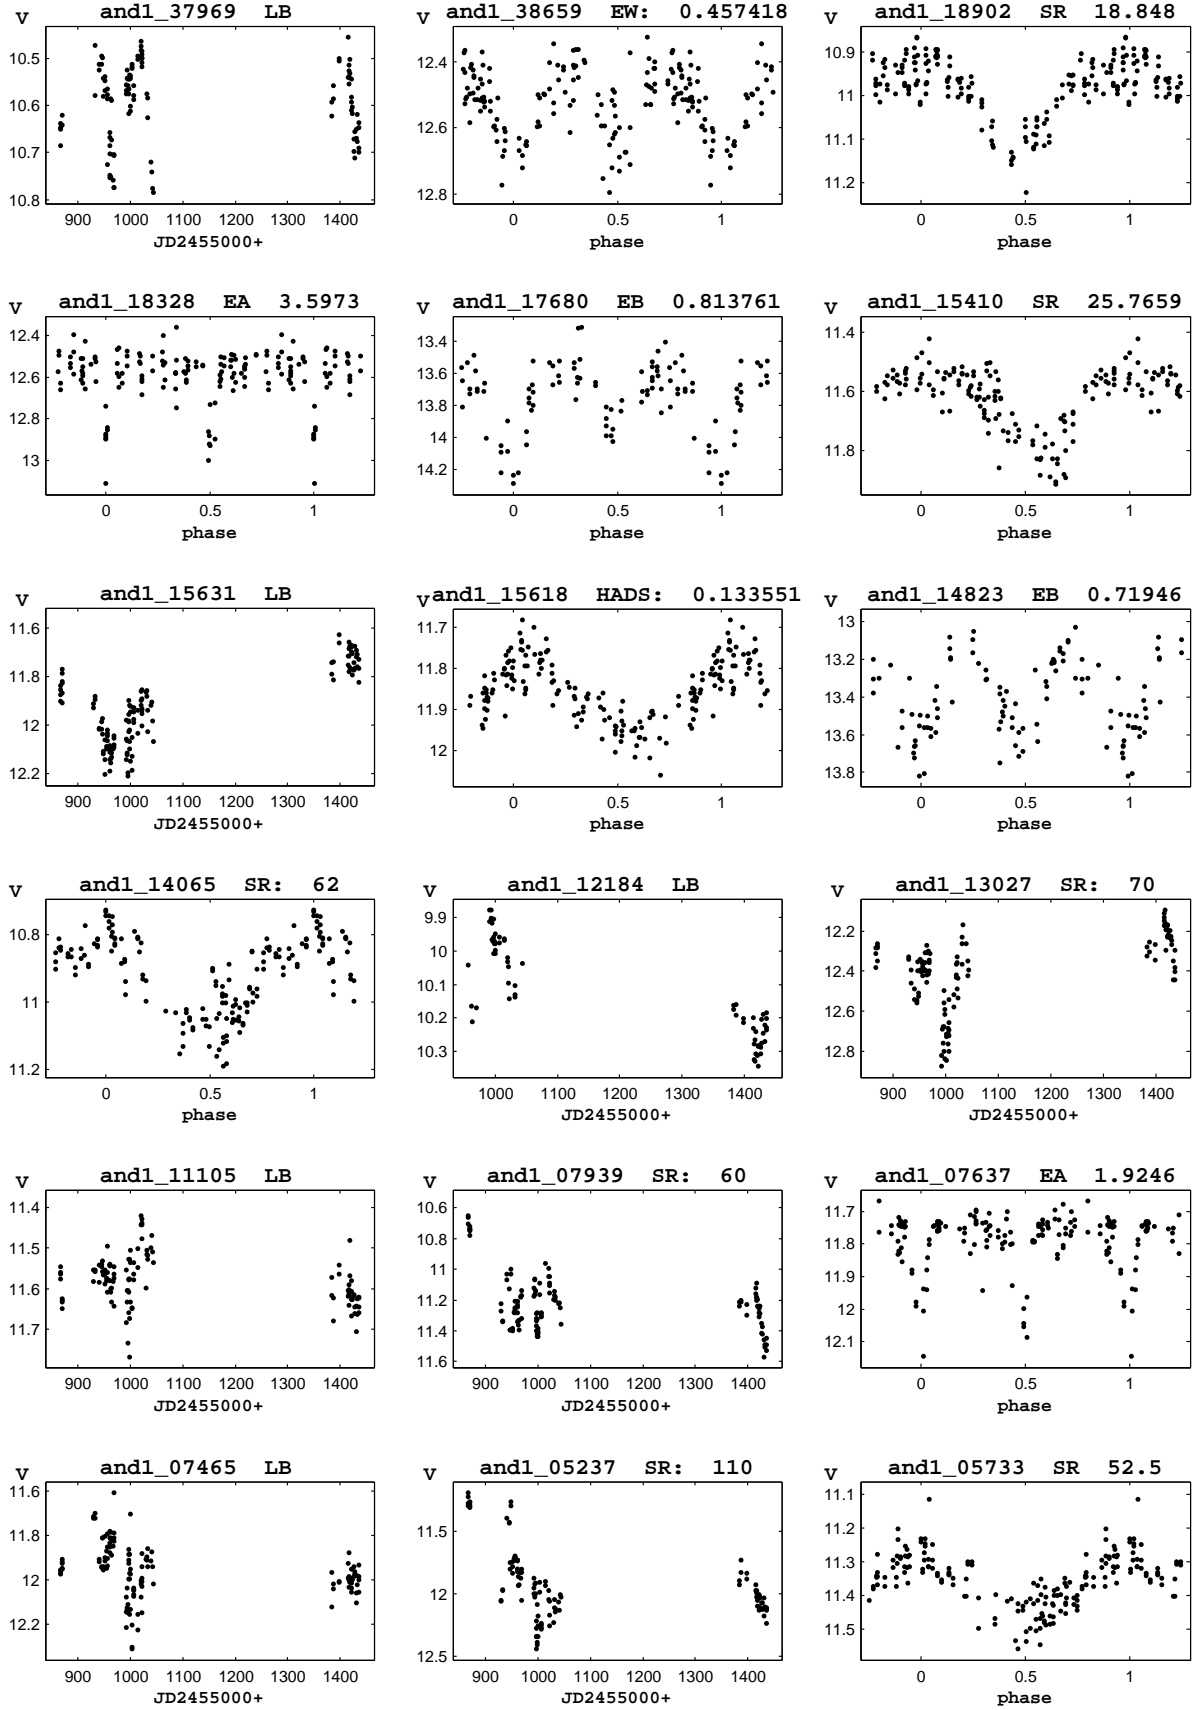 V and1_37969 LB
10.5
10.6
10.7
10.8
900 1000 1100 1200 1300 1400
JD2455000+
V and1_38659 EW: 0.457418
12.4
12.6
12.8
0 0.5 1
phase
V and1_18902 SR 18.848
10.9
11
11.1
11.2
0 1
phase
V and1_18328 EA 3.5973
12.4
12.6
12.8
13
0 0.5 1
phase
V and1_17680 EB 0.813761
13.4
13.6
13.8
14
14.2
0 0.5 1
phase
V and1_15410 SR 25.7659
11.4
11.6
11.8
0 1
phase
V and1_15631 LB
11.6
11.8
12
12.2
900 1000 1100 1200 1300 1400
JD2455000+
V and1_15618 HADS: 0.133551
11.7
11.8
11.9
12
0 0.5 1
phase
V and1_14823 EB 0.71946
13
13.2
13.4
13.6
13.8
0 0.5 1
phase
V and1_14065 SR: 62
10.8
11
11.2
0 0.5 1
phase
V and1_12184 LB
9.9
10
10.1
10.2
10.3
1000 1100 1200 1300 1400
JD2455000+
V and1_13027 SR: 70
12.2
12.4
12.6
12.8
900 1000 1100 1200 1300 1400
JD2455000+
V and1_11105 LB
11.4
11.5
11.6
11.7
900 1000 1100 1200 1300 1400
JD2455000+
V and1_07939 SR: 60
10.6
10.8
11
11.2
11.4
11.6
900 1000 1100 1200 1300 1400
JD2455000+
V and1_07637 EA 1.9246
11.7
11.8
11.9
12
12.1
0 0.5 1
phase
V and1_07465 LB
11.6
11.8
12
12.2
900 1000 1100 1200 1300 1400
JD2455000+
V and1_05237 SR: 110
11.5
12
12.5
900 1000 1100 1200 1300 1400
JD2455000+
V and1_05733 SR 52.5
11.1
11.2
11.3
11.4
11.5
0 0.5 1
phase